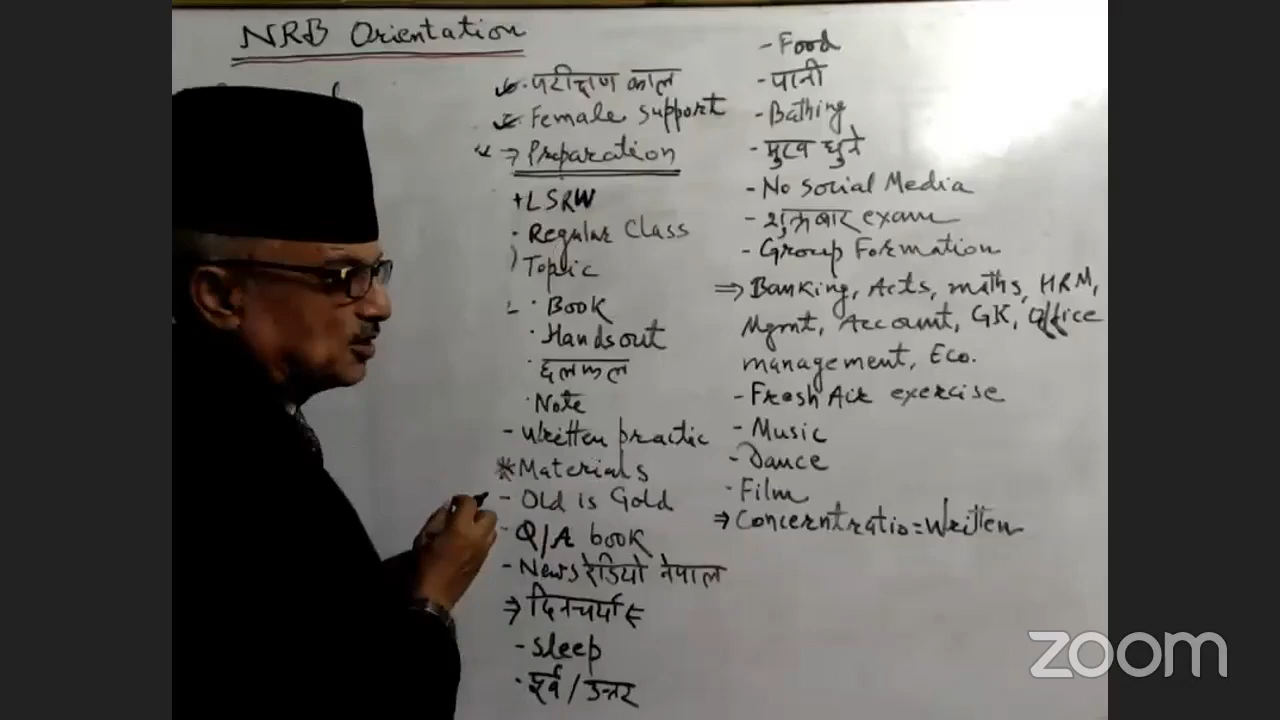 NRB Orientation
परीक्षण काल
Female Support
⇒ Preparation
+ LSRW
· Regular Class
Topic
· Book
· Handsout
· छलफल
· Note
- Written practic
* Materials
- Old is Gold
- Q/A book
- News रेडियो नेपाल
⇒ दिनचर्या
- Sleep
· पूर्व / उत्तर
- Food
- पानी
- Bathing
- मुख धुने
- No Social Media
- शुक्रबार exam
- Group Formation
⇒ Banking, Acts, maths, HRM,
Mgmt, Account, GK, Office
management, Eco.
- Fresh Air exercise
- Music
- Dance
- Film
⇒ Concerntratio = Written
zoom